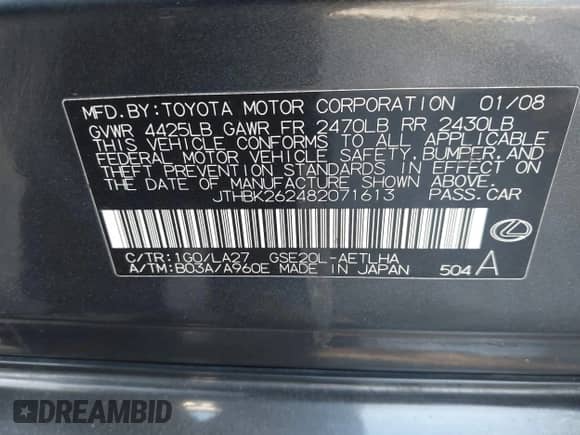 MFD. BY: TOYOTA MOTOR CORPORATION 01/08
GVWR 4425LB GAWR FR 2470LB RR 2430LB
THIS VEHICLE CONFORMS TO ALL APPLICABLE
FEDERAL MOTOR VEHICLE SAFETY, BUMPER, AND
THEFT PREVENTION STANDARDS IN EFFECT ON
THE DATE OF MANUFACTURE SHOWN ABOVE.
JTHBK262482071613 PASS. CAR
C/TR: 1G0/LA27 GSE20L-AETLHA
A/TM: B03A/A960E MADE IN JAPAN 504 A
DREAMBID